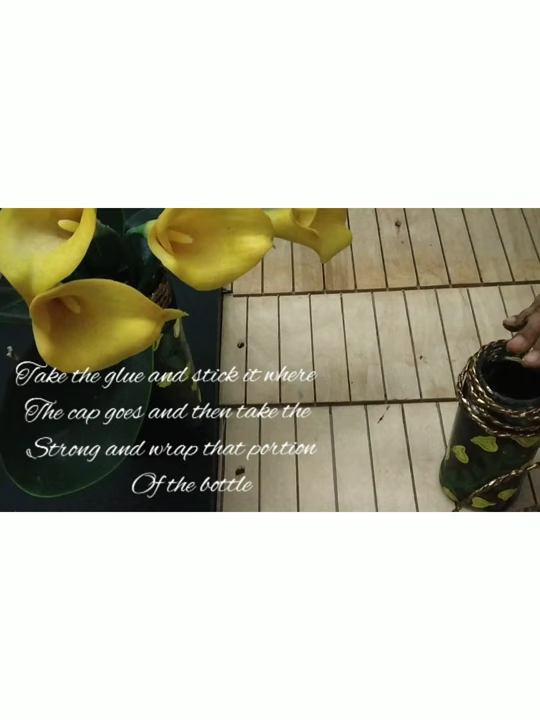 Take the glue and stick it where
The cap goes and then take the
Strong and wrap that portion
Of the bottle